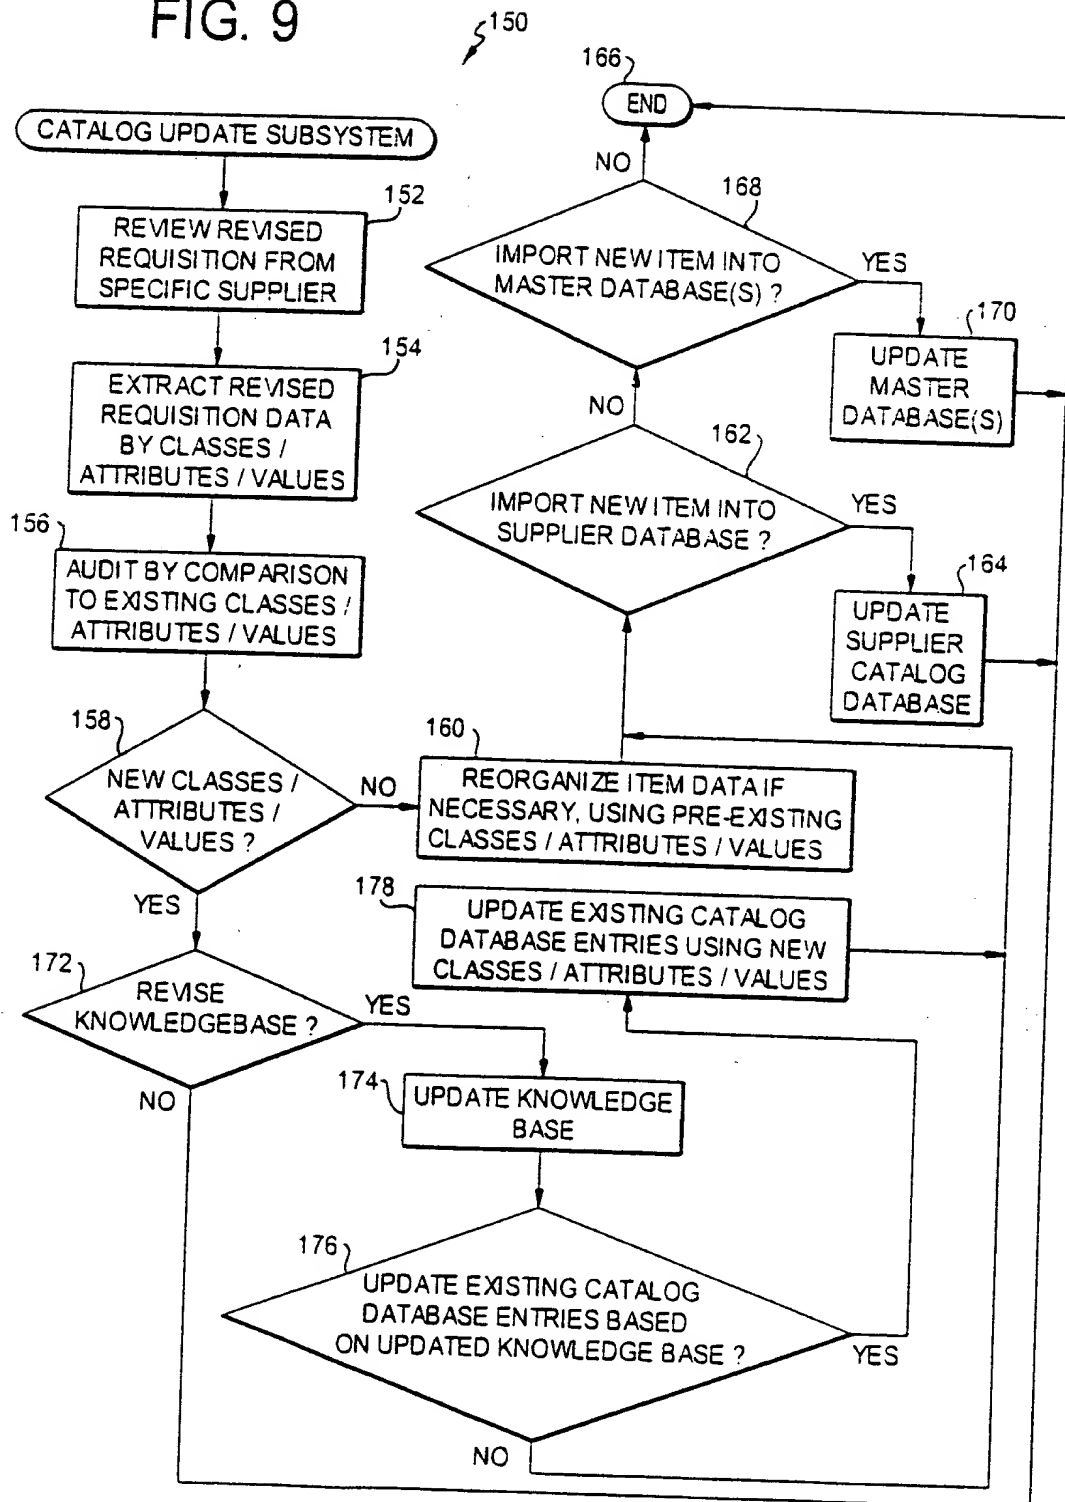 FIG. 9
150
CATALOG UPDATE SUBSYSTEM
152
REVIEW REVISED
REQUISITION FROM
SPECIFIC SUPPLIER
154
EXTRACT REVISED
REQUISITION DATA
BY CLASSES /
ATTRIBUTES / VALUES
156
AUDIT BY COMPARISON
TO EXISTING CLASSES /
ATTRIBUTES / VALUES
158
NEW CLASSES /
ATTRIBUTES /
VALUES ?
NO
YES
160
REORGANIZE ITEM DATA IF
NECESSARY, USING PRE-EXISTING
CLASSES / ATTRIBUTES / VALUES
162
IMPORT NEW ITEM INTO
SUPPLIER DATABASE ?
YES
NO
164
UPDATE
SUPPLIER
CATALOG
DATABASE
166
END
NO
168
IMPORT NEW ITEM INTO
MASTER DATABASE(S) ?
YES
170
UPDATE
MASTER
DATABASE(S)
172
REVISE
KNOWLEDGEBASE ?
YES
NO
174
UPDATE KNOWLEDGE
BASE
176
UPDATE EXISTING CATALOG
DATABASE ENTRIES BASED
ON UPDATED KNOWLEDGE BASE ?
YES
NO
178
UPDATE EXISTING CATALOG
DATABASE ENTRIES USING NEW
CLASSES / ATTRIBUTES / VALUES